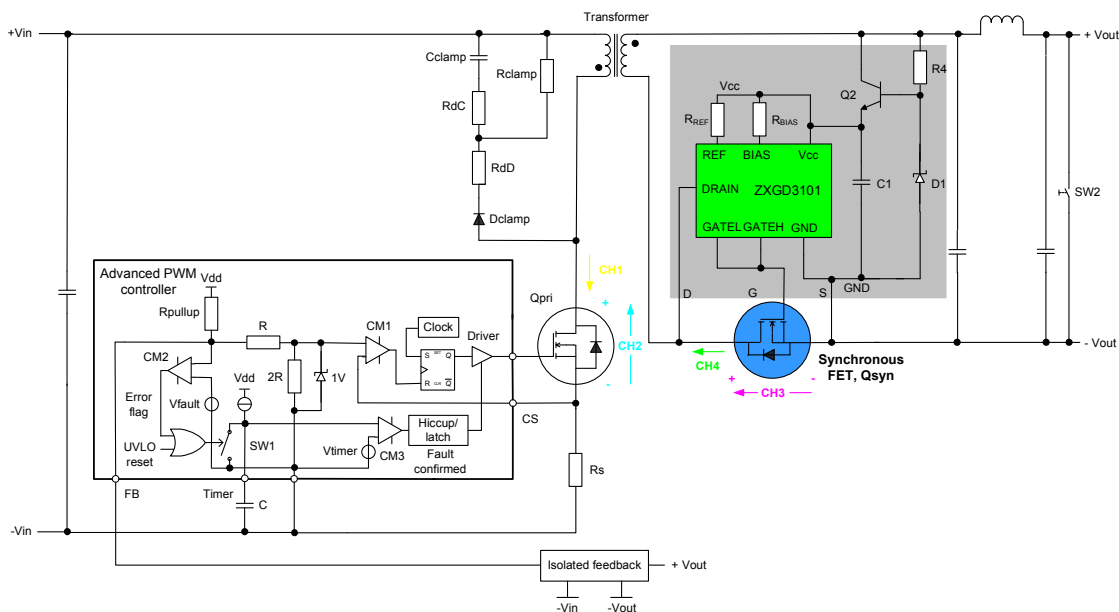 Transformer
+Vin
Cclamp
Rclamp
+ Vout
R4
Vcc
Q2
RdC
RREF
RBIAS
REF
BIAS
Vcc
RdD
DRAIN
ZXGD3101
C1
D1
SW2
Dclamp
GATEL
GATEH
GND
Advanced PWM
controller
CH1
Vdd
Qpri
+
D
G
S
GND
Rpullup
Clock
R
CM1
Driver
CM2
S
SET
Q
CH2
- Vout
CH4
Synchronous
FET, Qsyn
2R
1V
R
CLR
Q
Vdd
+
CH3
-
Error
flag
Vfault
-
CS
Hiccup/
latch
UVLO
reset
SW1
Vtimer
CM3
Fault
confirmed
Rs
FB
Timer
C
-Vin
Isolated feedback
+ Vout
-Vin
-Vout